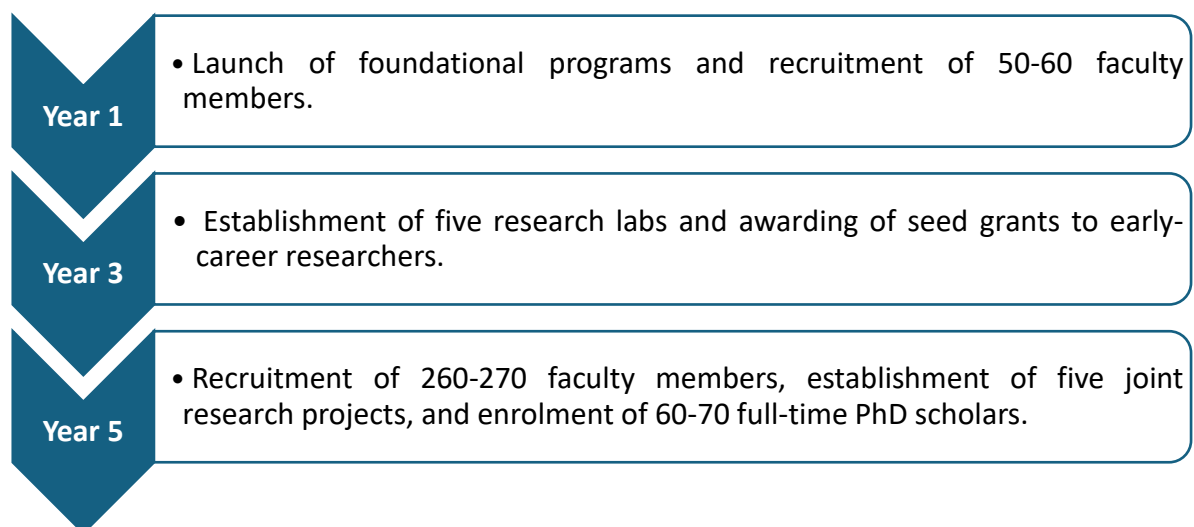 • Launch of foundational programs and recruitment of 50-60 faculty
members.
Year 1
• Establishment of five research labs and awarding of seed grants to early-
career researchers.
Year 3
• Recruitment of 260-270 faculty members, establishment of five joint
research projects, and enrolment of 60-70 full-time PhD scholars.
Year 5